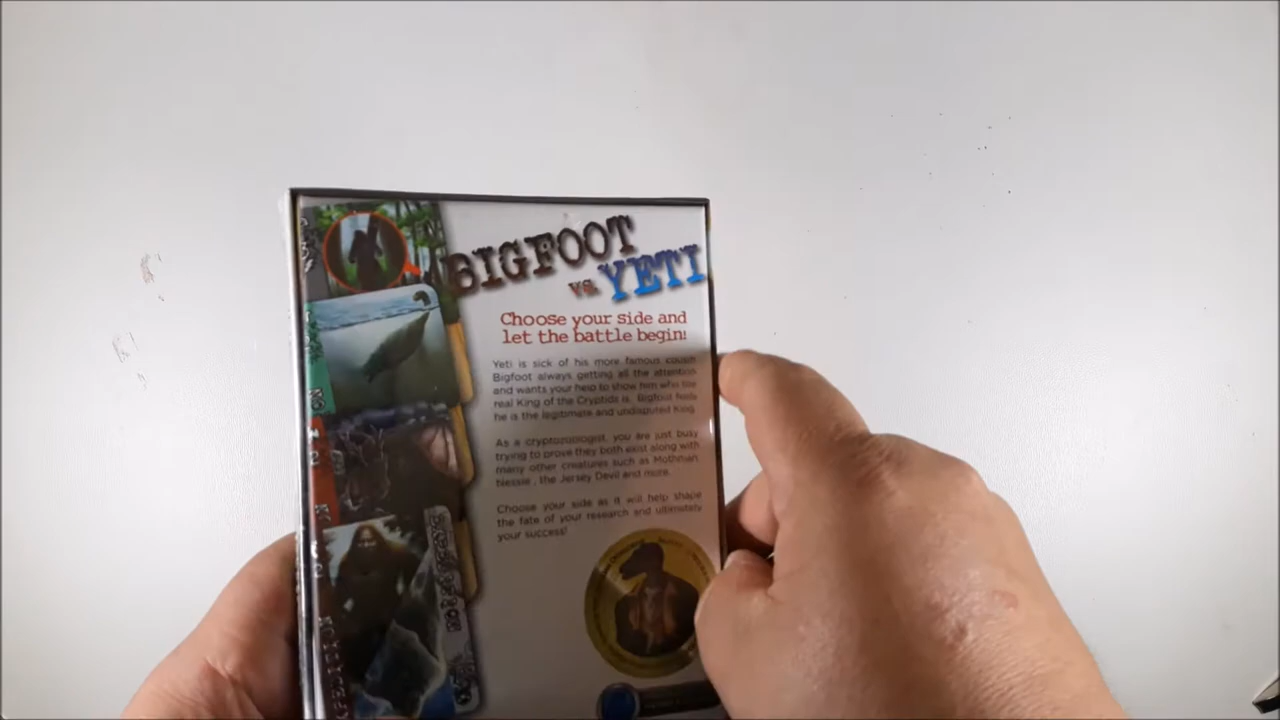 BIGFOOT
vs YETI
Choose your side and
let the battle begin!
Yeti is sick of his more famous cousin
Bigfoot always getting all the attention
and wants your help to show him who the
real King of the Cryptids is. Bigfoot feels
he is the legitimate and undisputed King.
As a cryptozoologist, you are just busy
trying to prove they both exist along with
many other creatures such as Mothman,
Nessie, the Jersey Devil and more.
Choose your side as it will help shape
the fate of your research and ultimately
your success!